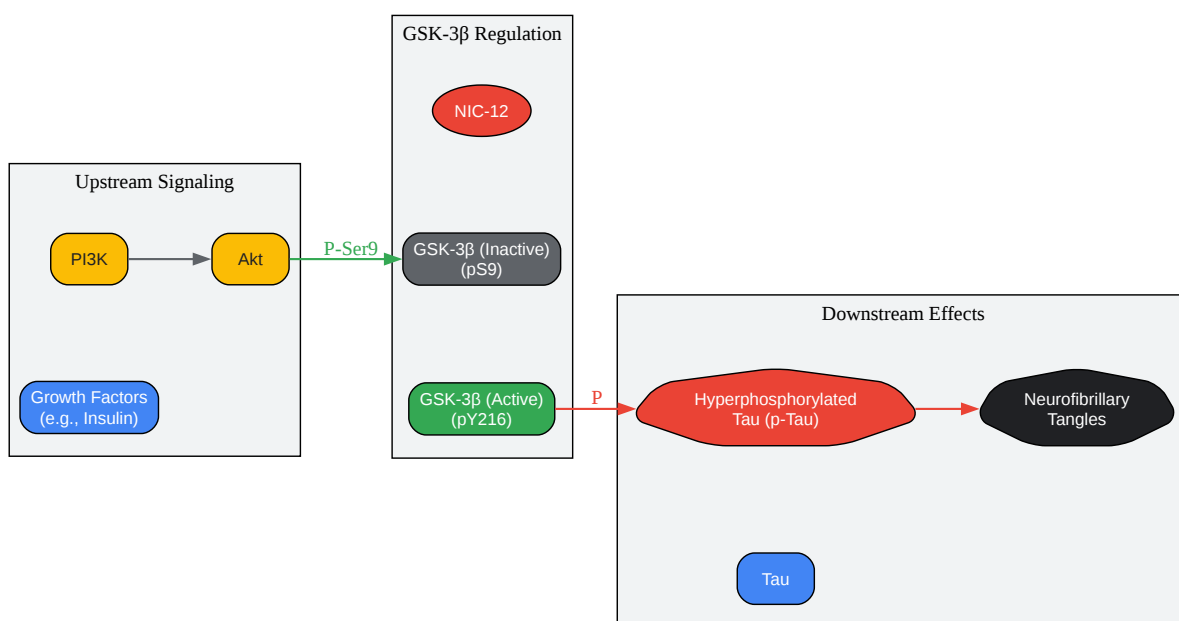 GSK-3β Regulation
NIC-12
Upstream Signaling
PI3K
Akt
P-Ser9
GSK-3β (Inactive)
(pS9)
Downstream Effects
Growth Factors
(e.g., Insulin)
GSK-3β (Active)
(pY216)
P
Hyperphosphorylated
Tau (p-Tau)
Neurofibrillary
Tangles
Tau